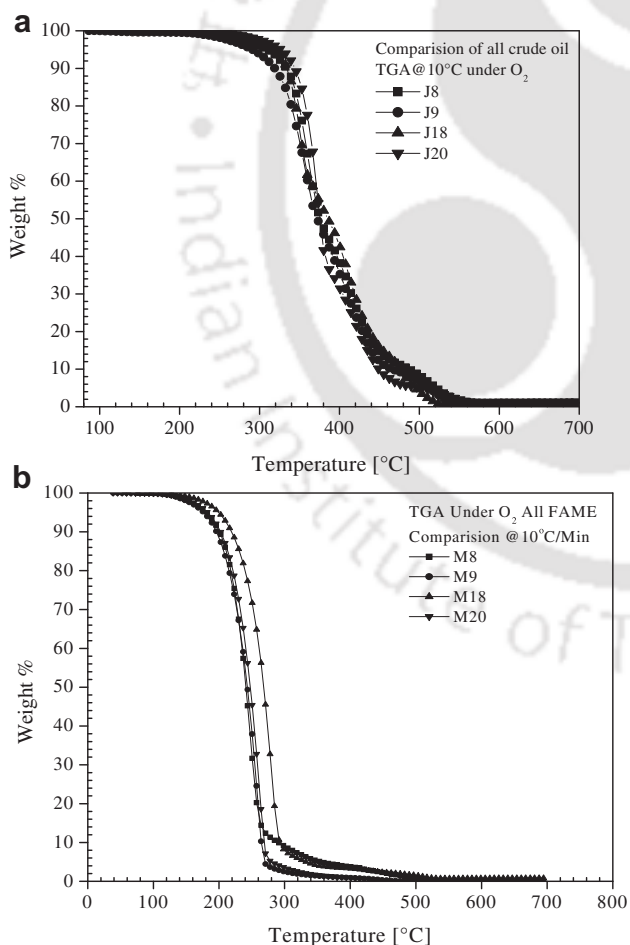 a
100
90
80
70
60
50
40
30
20
10
0
Weight %
Comparision of all crude oil
TGA@10°C under O2
J8
J9
J18
J20
100 200 300 400 500 600 700
Temperature [°C]
b
100
90
80
70
60
50
40
30
20
10
0
Weight %
TGA Under O2 All FAME
Comparision @10°C/Min
M8
M9
M18
M20
0 100 200 300 400 500 600 700 800
Temperature [°C]
Indian Institute of T